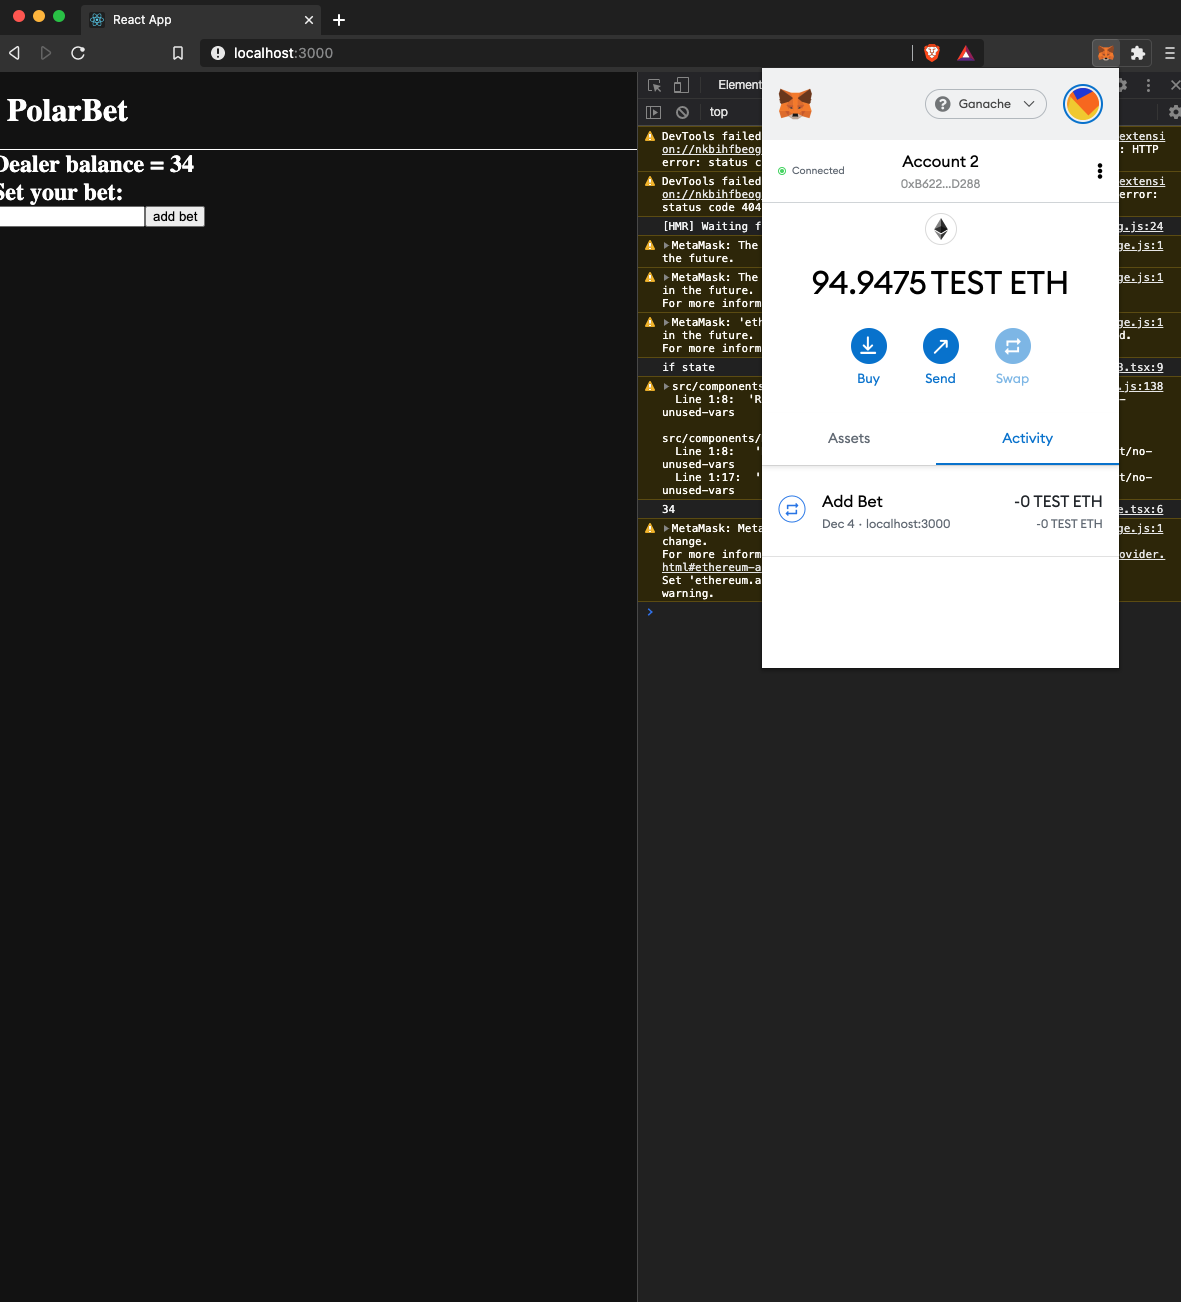 React App
localhost:3000
PolarBet
Dealer balance = 34
Set your bet:
add bet
Element
top
DevTools failed
extensi
on://nkbihfbeog
: HTTP
error: status c
DevTools failed
extensi
on://nkbihfbeog
error:
status code 404
[HMR] Waiting f
g.js:24
MetaMask: The
ge.js:1
the future.
MetaMask: The
ge.js:1
in the future.
For more inform
MetaMask: 'eth
ge.js:1
in the future.
d.
For more inform
if state
3.tsx:9
src/components
.js:138
Line 1:8: 'R
unused-vars
src/components/
Line 1:8: '
t/no-
unused-vars
Line 1:17: '
t/no-
unused-vars
34
e.tsx:6
MetaMask: Meta
ge.js:1
change.
For more inform
ovider.
html#ethereum-a
Set 'ethereum.a
warning.
Ganache
Connected
Account 2
0xB622...D288
94.9475 TEST ETH
Buy
Send
Swap
Assets
Activity
Add Bet
-0 TEST ETH
Dec 4 · localhost:3000
-0 TEST ETH